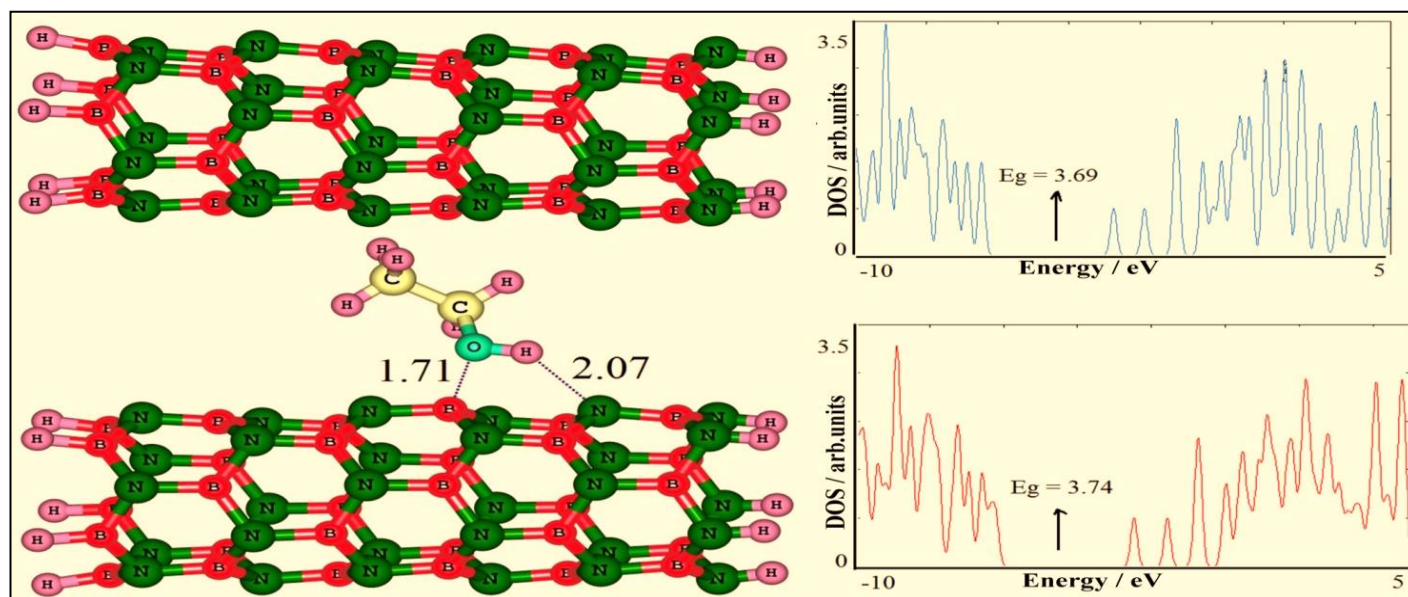 H B N N B N N B N N B N H
N B N B N B
H B N B N N B N N B N H
H B N B N B N H
N B N N B N N B N
N B N B N B
H B N B N B N H
H N B N N B N N B N H
3.5
DOS / arb.units
Eg = 3.69
0
-10
Energy / eV
5
H H
C
H
C H
H
O H
1.71
2.07
H N B N N B N N B N H
H B N B N B N H
N B N N B N N B
N B N B N B N
H B N B N B N H
H B N B N B N H
N B N N B N N B N
H B N B N B N H
3.5
DOS / arb.units
Eg = 3.74
0
-10
Energy / eV
5